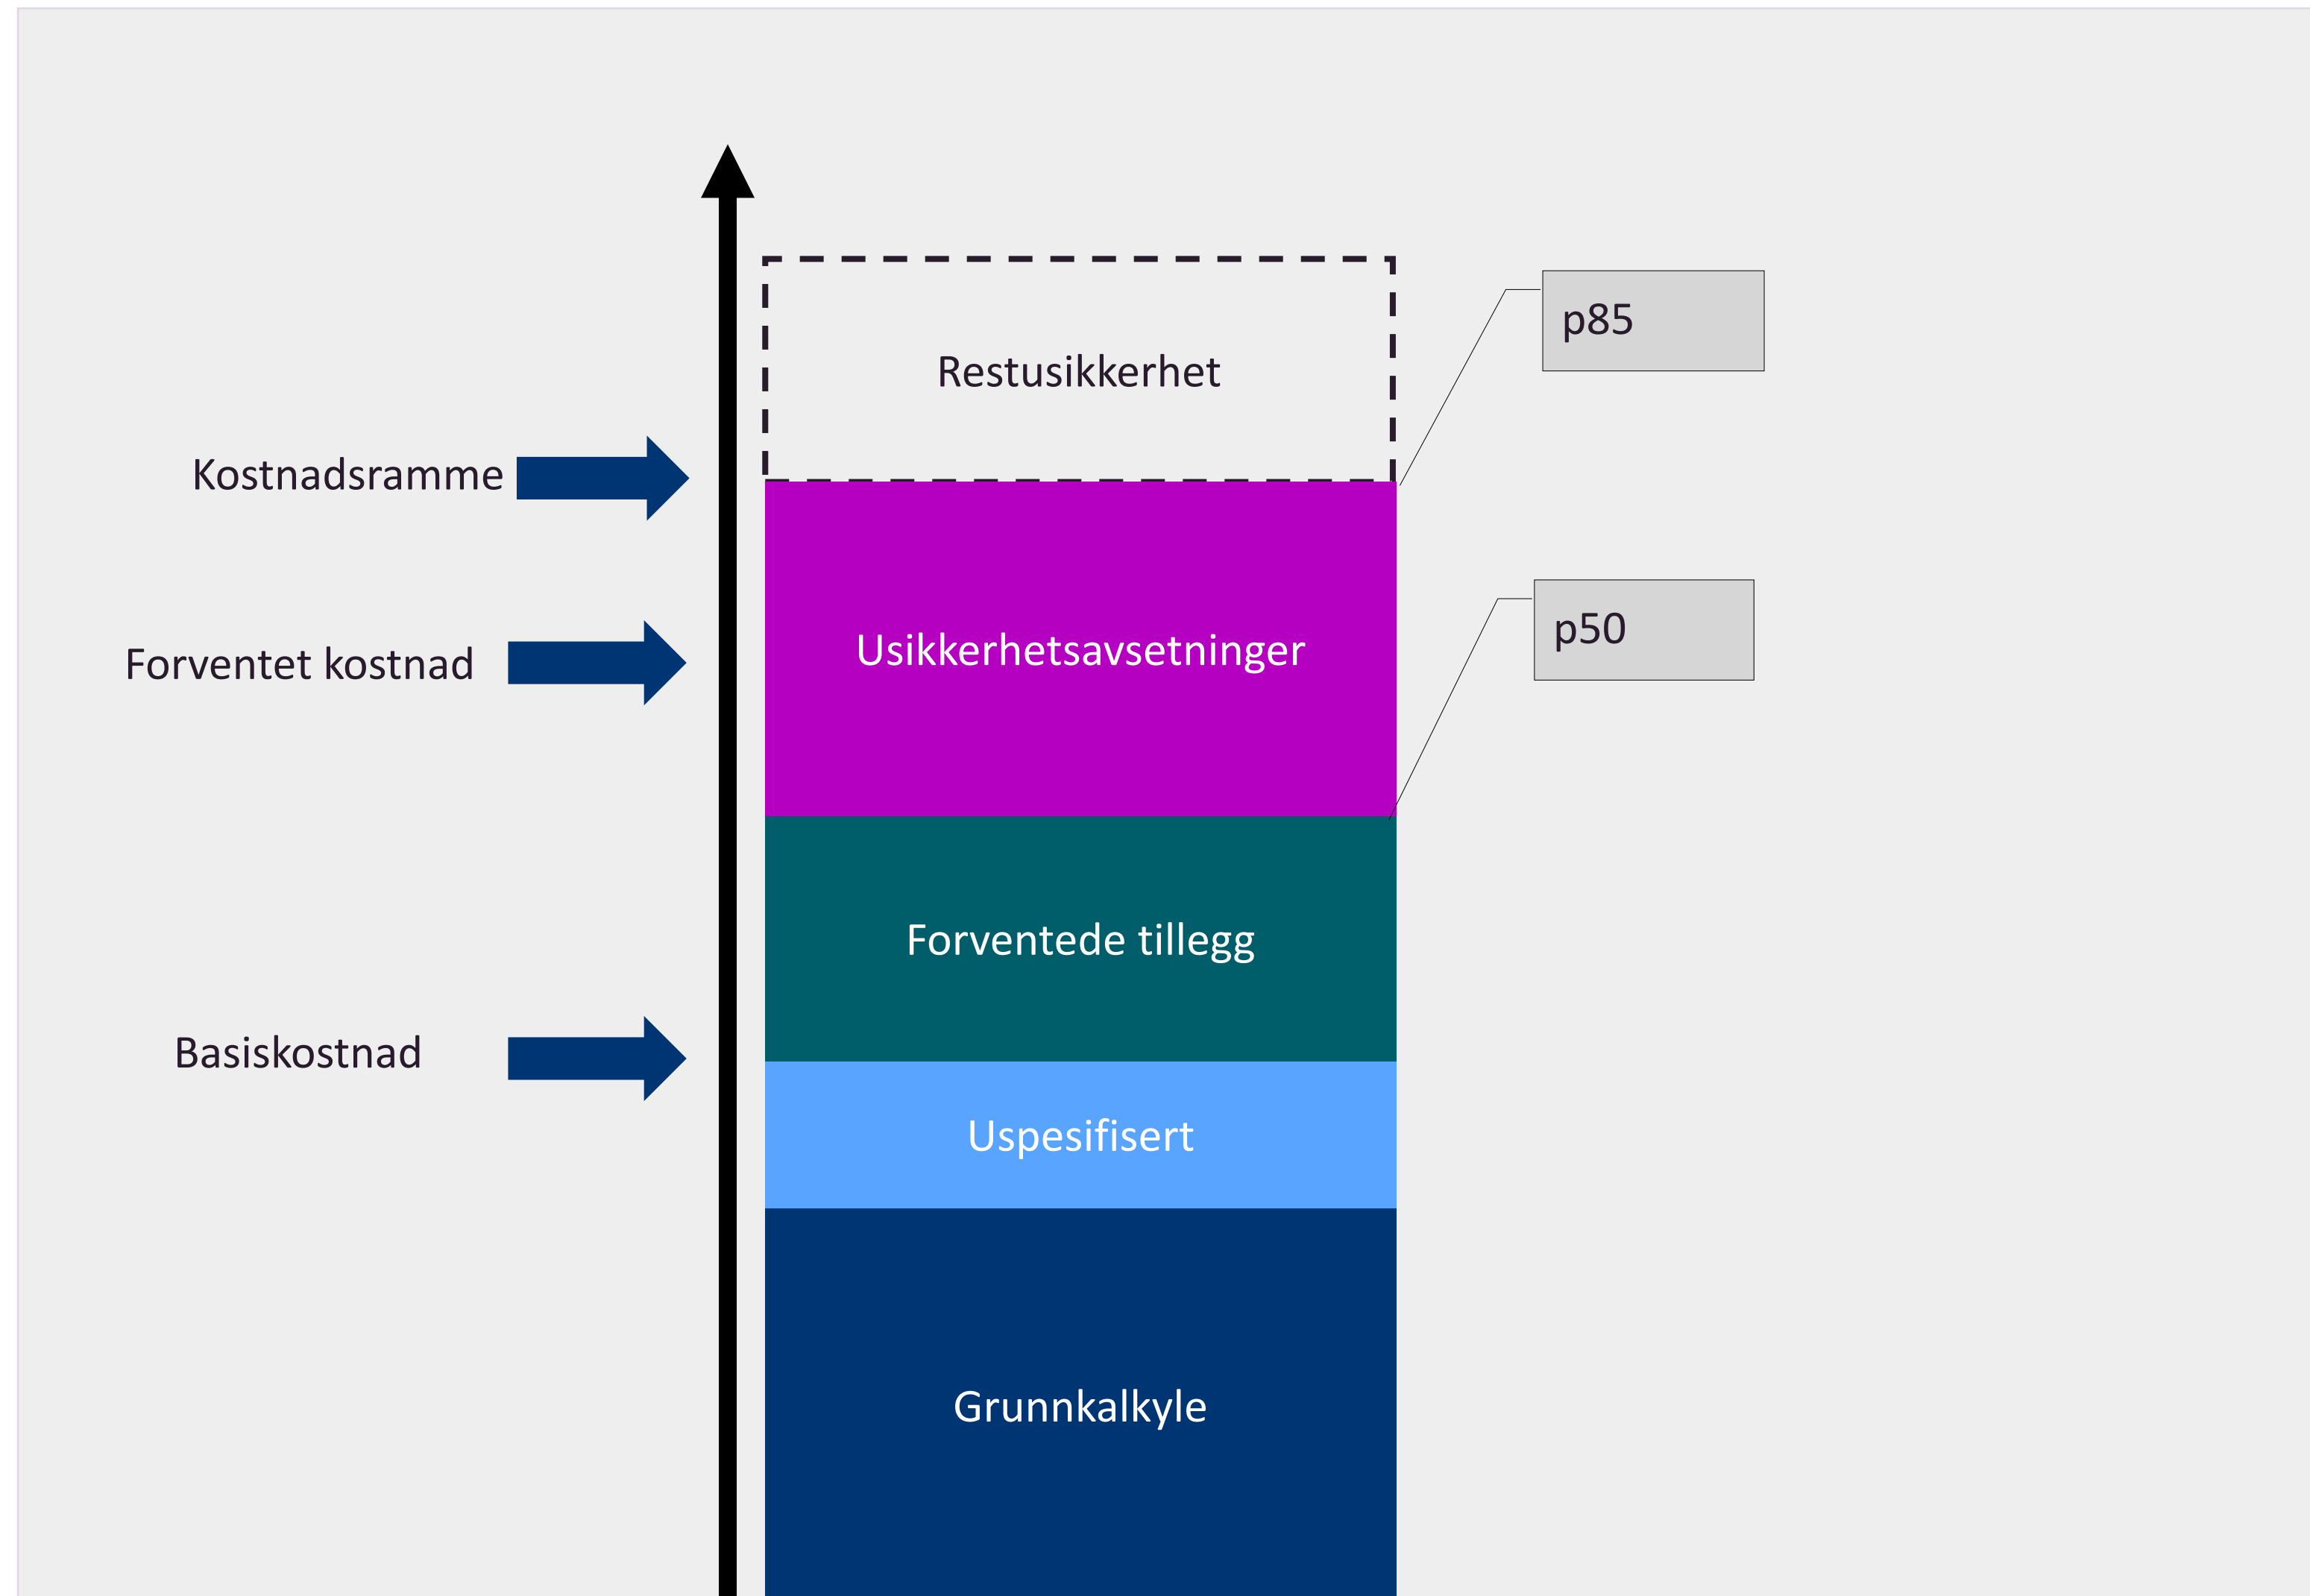 Restusikkerhet
p85
Kostnadsramme
Usikkerhetsavsetninger
p50
Forventet kostnad
Forventede tillegg
Basiskostnad
Uspesifisert
Grunnkalkyle